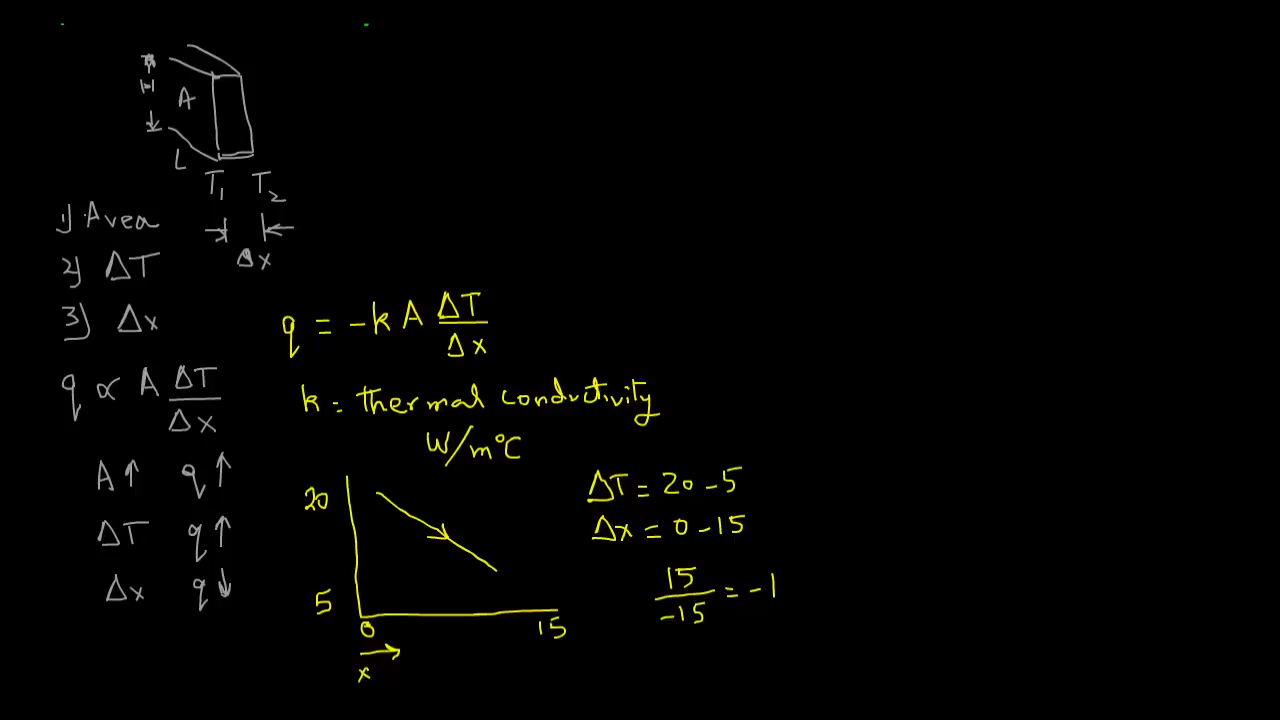 H
A
L
T₁ T₂
Δx
1) Area
2) ΔT
3) Δx
q ∝ A ΔT/Δx
A↑ q↑
ΔT q↑
Δx q↓
q = -k A ΔT/Δx
k = thermal conductivity
W/m°C
20
5
0
15
x
ΔT = 20 - 5
Δx = 0 - 15
15/-15 = -1